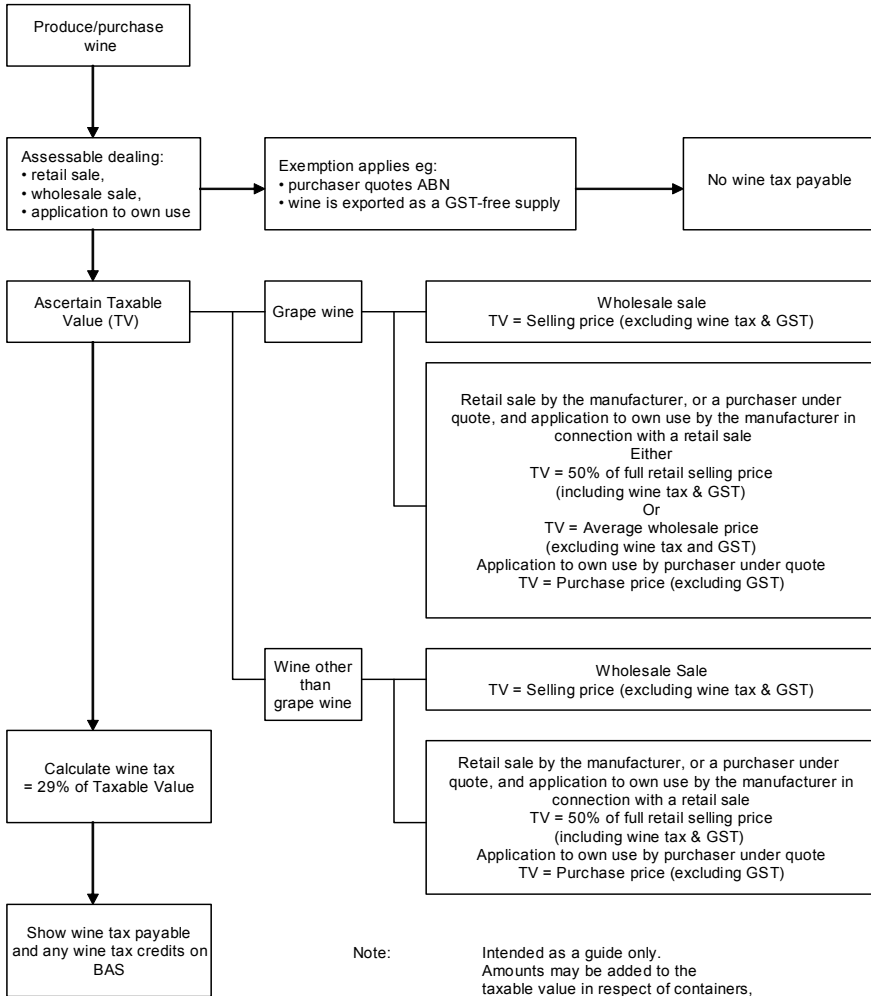 Produce/purchase
wine
Assessable dealing:
• retail sale,
• wholesale sale,
• application to own use
Exemption applies eg:
• purchaser quotes ABN
• wine is exported as a GST-free supply
No wine tax payable
Ascertain Taxable
Value (TV)
Grape wine
Wholesale sale
TV = Selling price (excluding wine tax & GST)
Retail sale by the manufacturer, or a purchaser under
quote, and application to own use by the manufacturer in
connection with a retail sale
Either
TV = 50% of full retail selling price
(including wine tax & GST)
Or
TV = Average wholesale price
(excluding wine tax and GST)
Application to own use by purchaser under quote
TV = Purchase price (excluding GST)
Wine other
than
grape wine
Wholesale Sale
TV = Selling price (excluding wine tax & GST)
Calculate wine tax
= 29% of Taxable Value
Retail sale by the manufacturer, or a purchaser under
quote, and application to own use by the manufacturer in
connection with a retail sale
TV = 50% of full retail selling price
(including wine tax & GST)
Application to own use by purchaser under quote
TV = Purchase price (excluding GST)
Show wine tax payable
and any wine tax credits on
BAS
Note: Intended as a guide only.
Amounts may be added to the
taxable value in respect of containers,